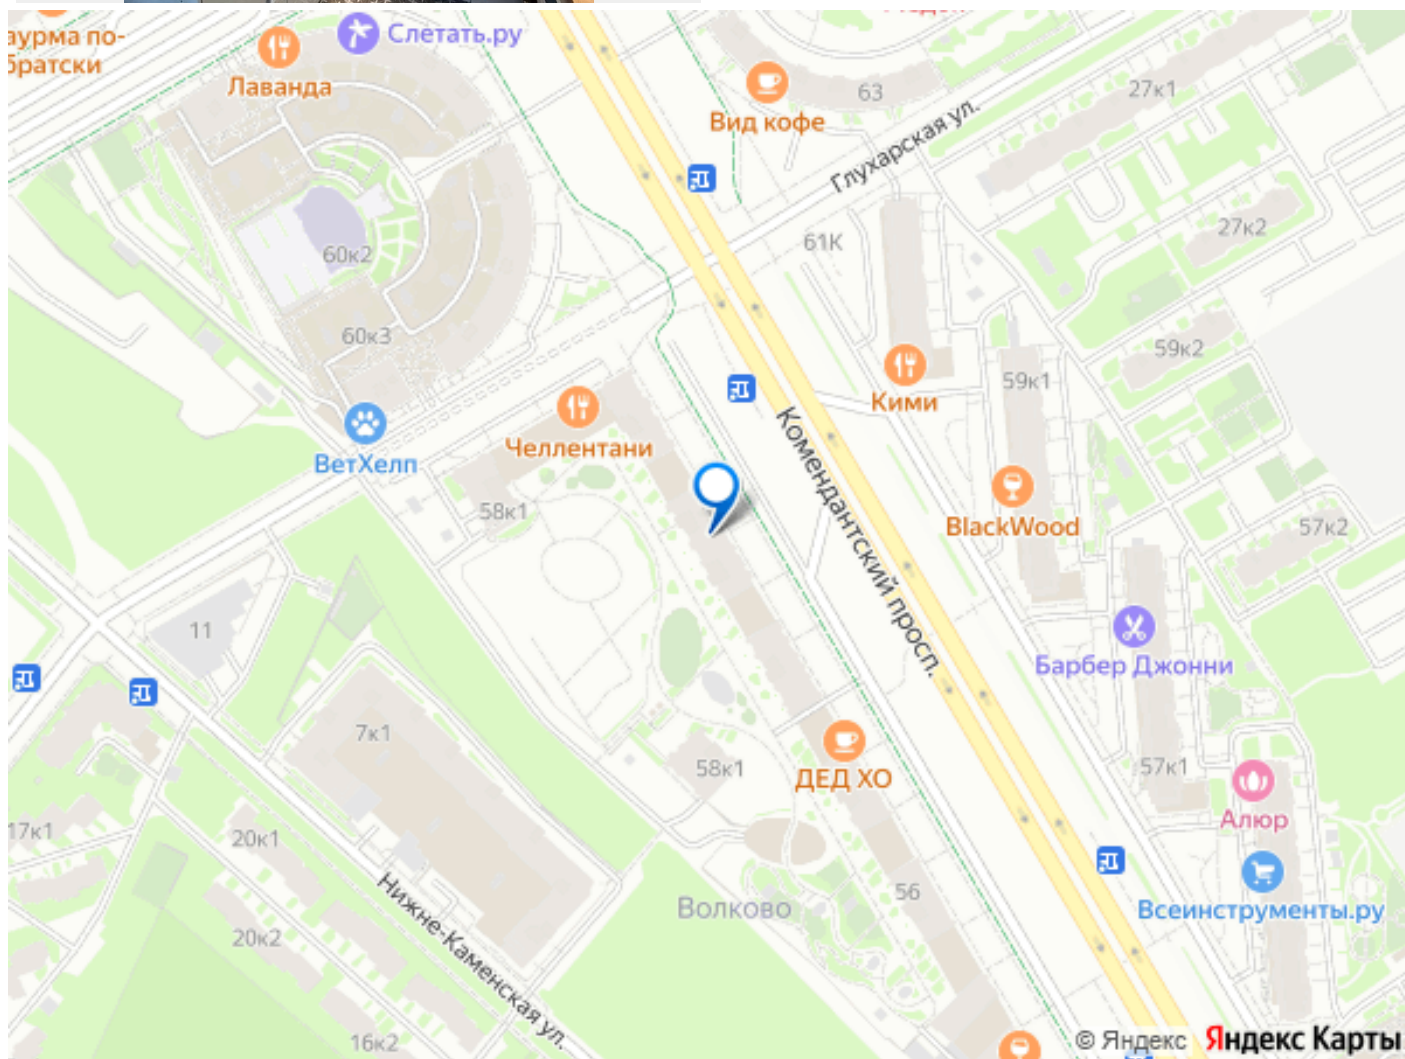 аурма по-
братски
Слетать.ру
Лаванда
63
27к1
Вид кофе
Глухарская ул.
61К
27к2
60к2
60к3
59к2
59к1
Кими
Комендантский просп.
Челлентани
ВетХелп
58к1
BlackWood
57к2
11
Барбер Джонни
7к1
58к1
ДЕД ХО
57к1
Алюр
17к1
20к1
Нижне-Каменская ул.
Волково
56
Всеинструменты.ру
20к2
16к2
© Яндекс Яндекс Карты